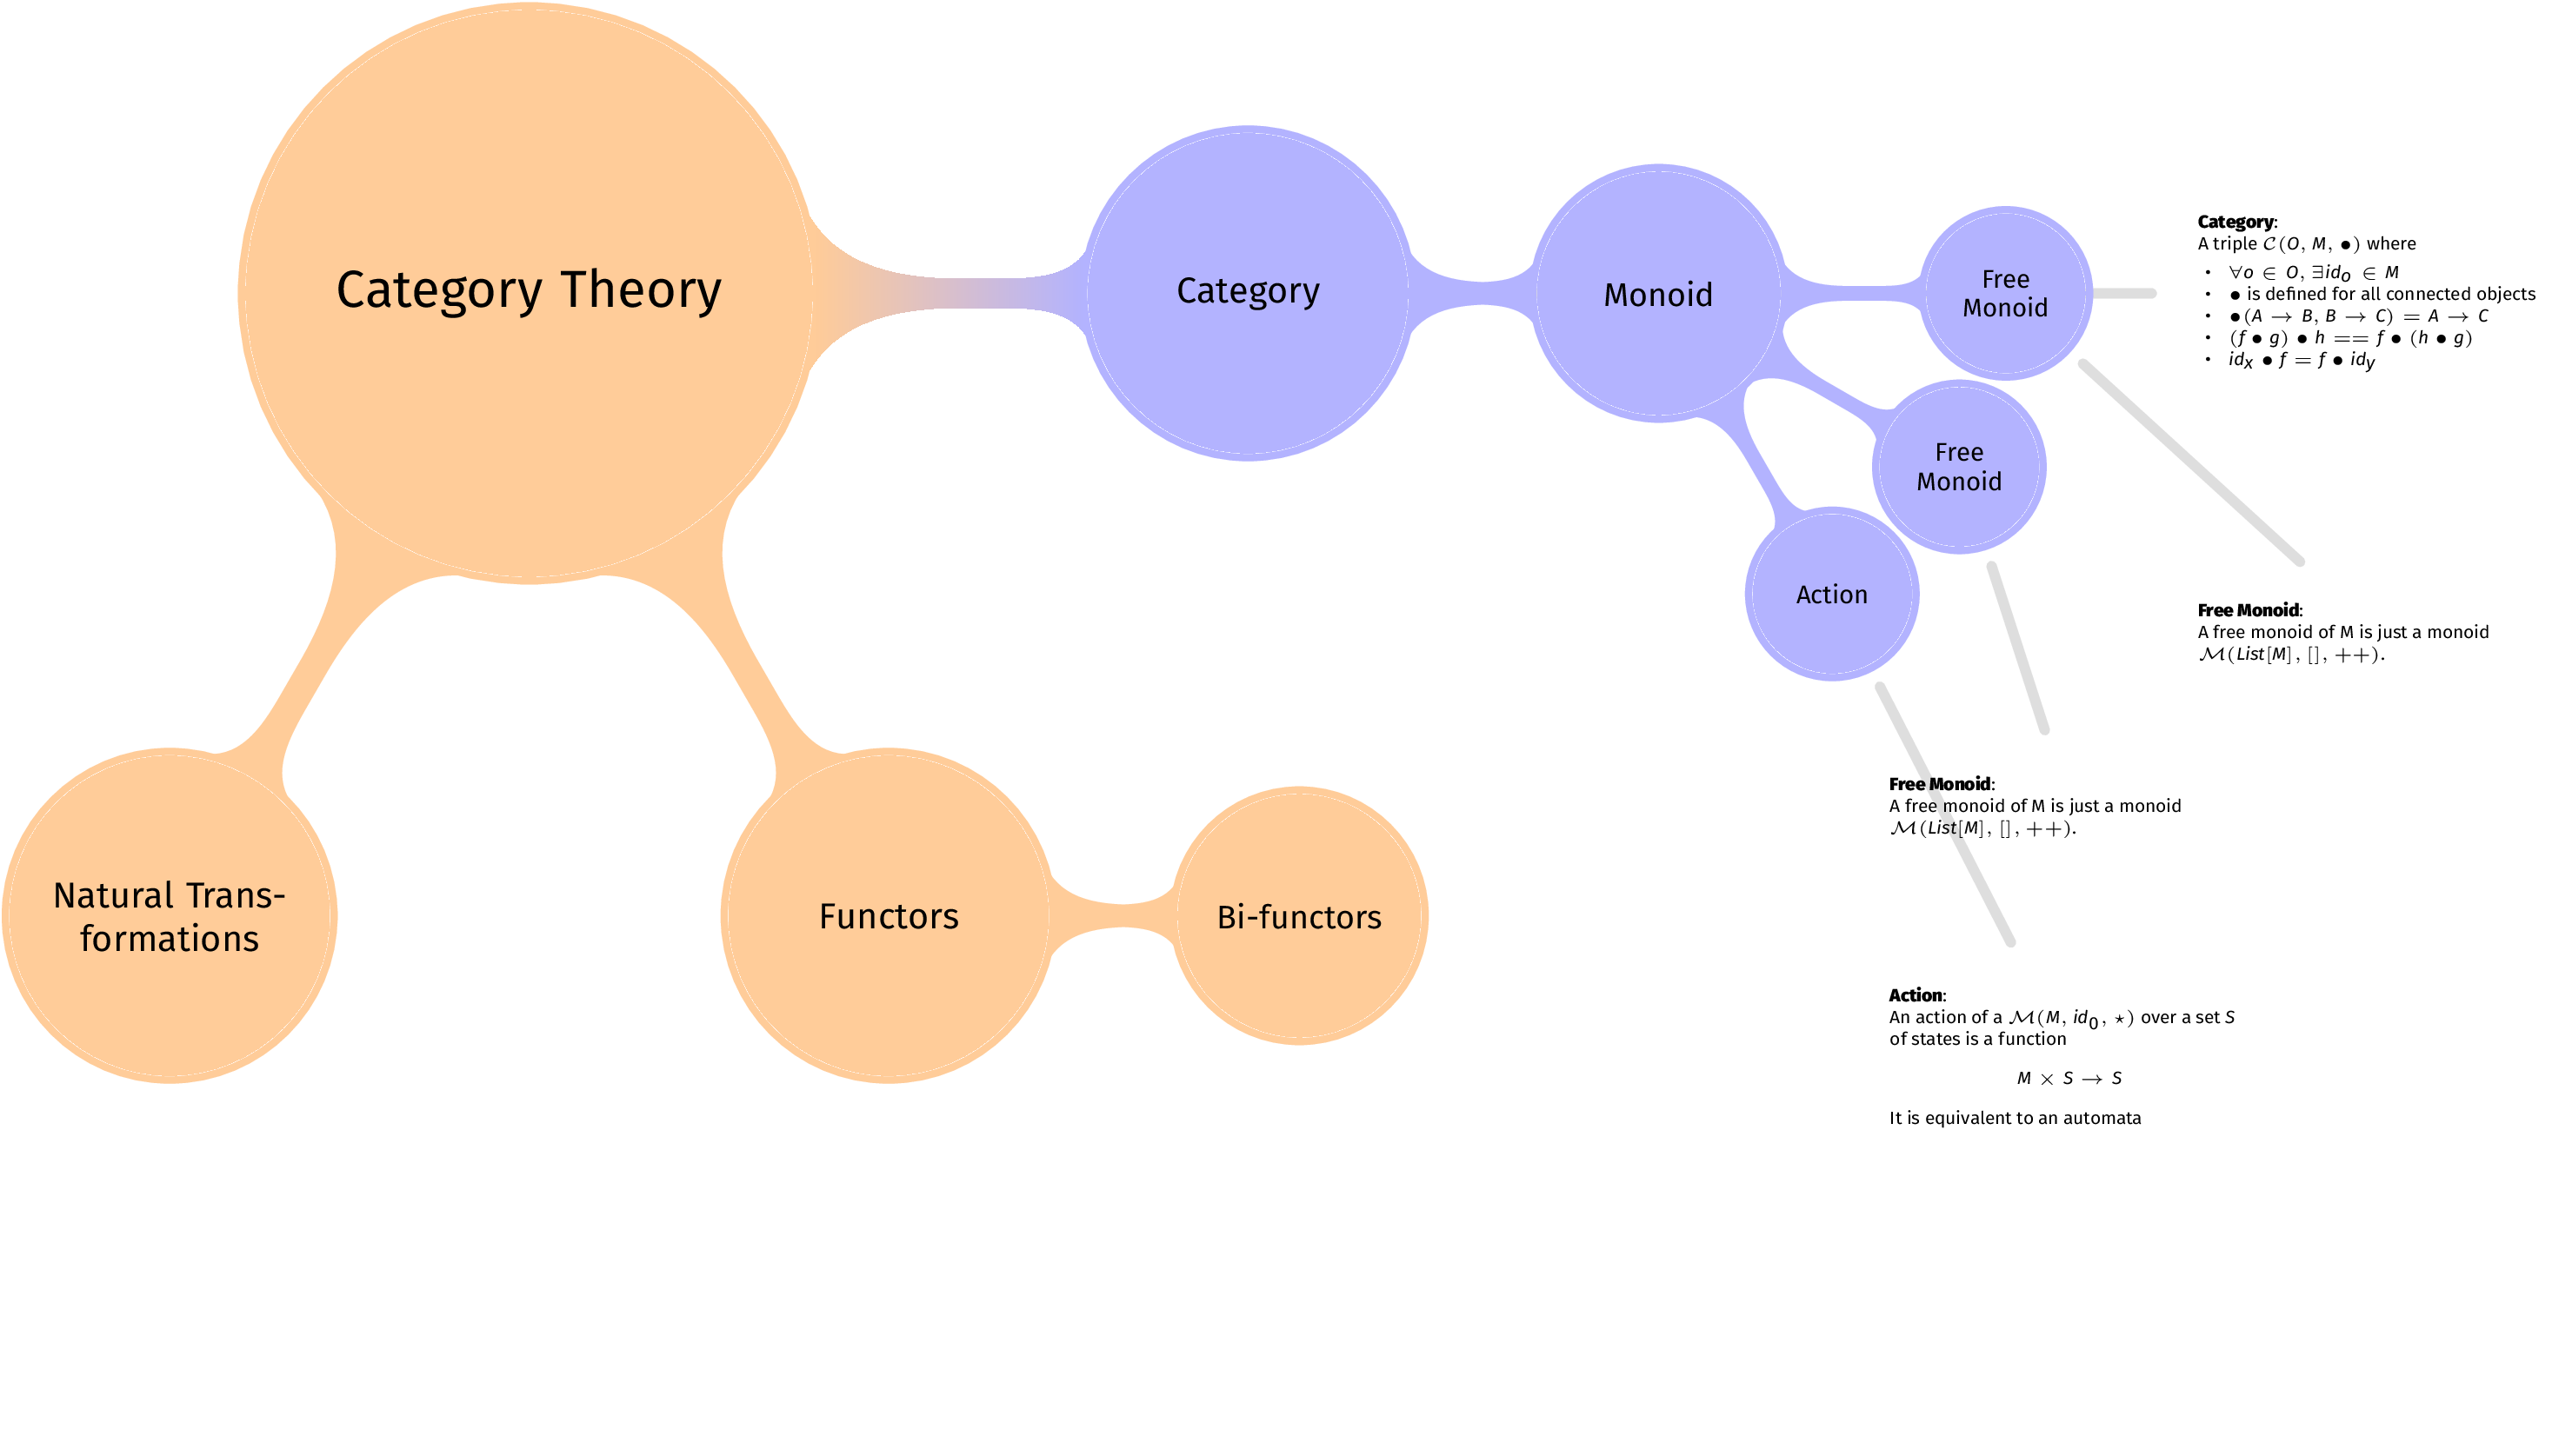 Category Theory
Category
Monoid
Free
Monoid
Free
Monoid
Action
Natural Trans-
formations
Functors
Bi-functors
Category:
A triple 𝒞(O, M, •) where
• ∀o ∈ O, ∃id_o ∈ M
• • is defined for all connected objects
• •(A → B, B → C) = A → C
• (f • g) • h == f • (h • g)
• id_x • f = f • id_y
Free Monoid:
A free monoid of M is just a monoid
ℳ(List[M], [], ++).
Free Monoid:
A free monoid of M is just a monoid
ℳ(List[M], [], ++).
Action:
An action of a ℳ(M, id_0, ⋆) over a set S
of states is a function
M × S → S
It is equivalent to an automata